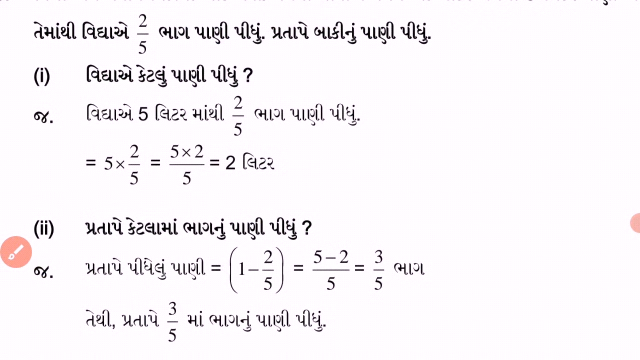 તેમાંથી વિદ્યાએ 2/5 ભાગ પાણી પીધું. પ્રતાપે બાકીનું પાણી પીધું.
(i) વિદ્યાએ કેટલું પાણી પીધું ?
જ. વિદ્યાએ 5 લિટર માંથી 2/5 ભાગ પાણી પીધું.
= 5 × 2/5 = 5 × 2/5 = 2 લિટર
(ii) પ્રતાપે કેટલામાં ભાગનું પાણી પીધું ?
જ. પ્રતાપે પીધેલું પાણી = (1 – 2/5) = 5 – 2/5 = 3/5 ભાગ
તેથી, પ્રતાપે 3/5 માં ભાગનું પાણી પીધું.